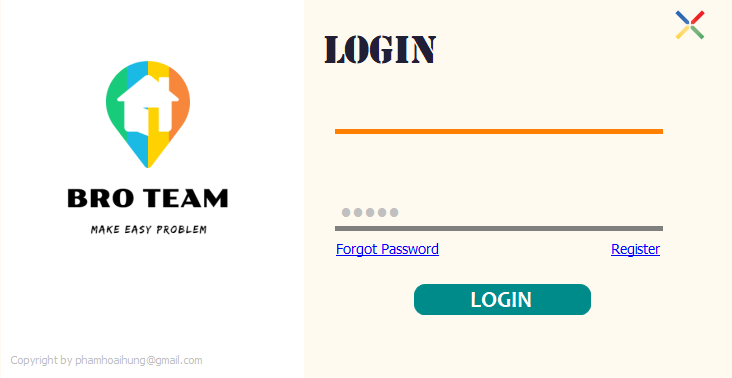 LOGIN
BRO TEAM
MAKE EASY PROBLEM
●●●●●
Forgot Password
Register
LOGIN
Copyright by phamhoaihung@gmail.com